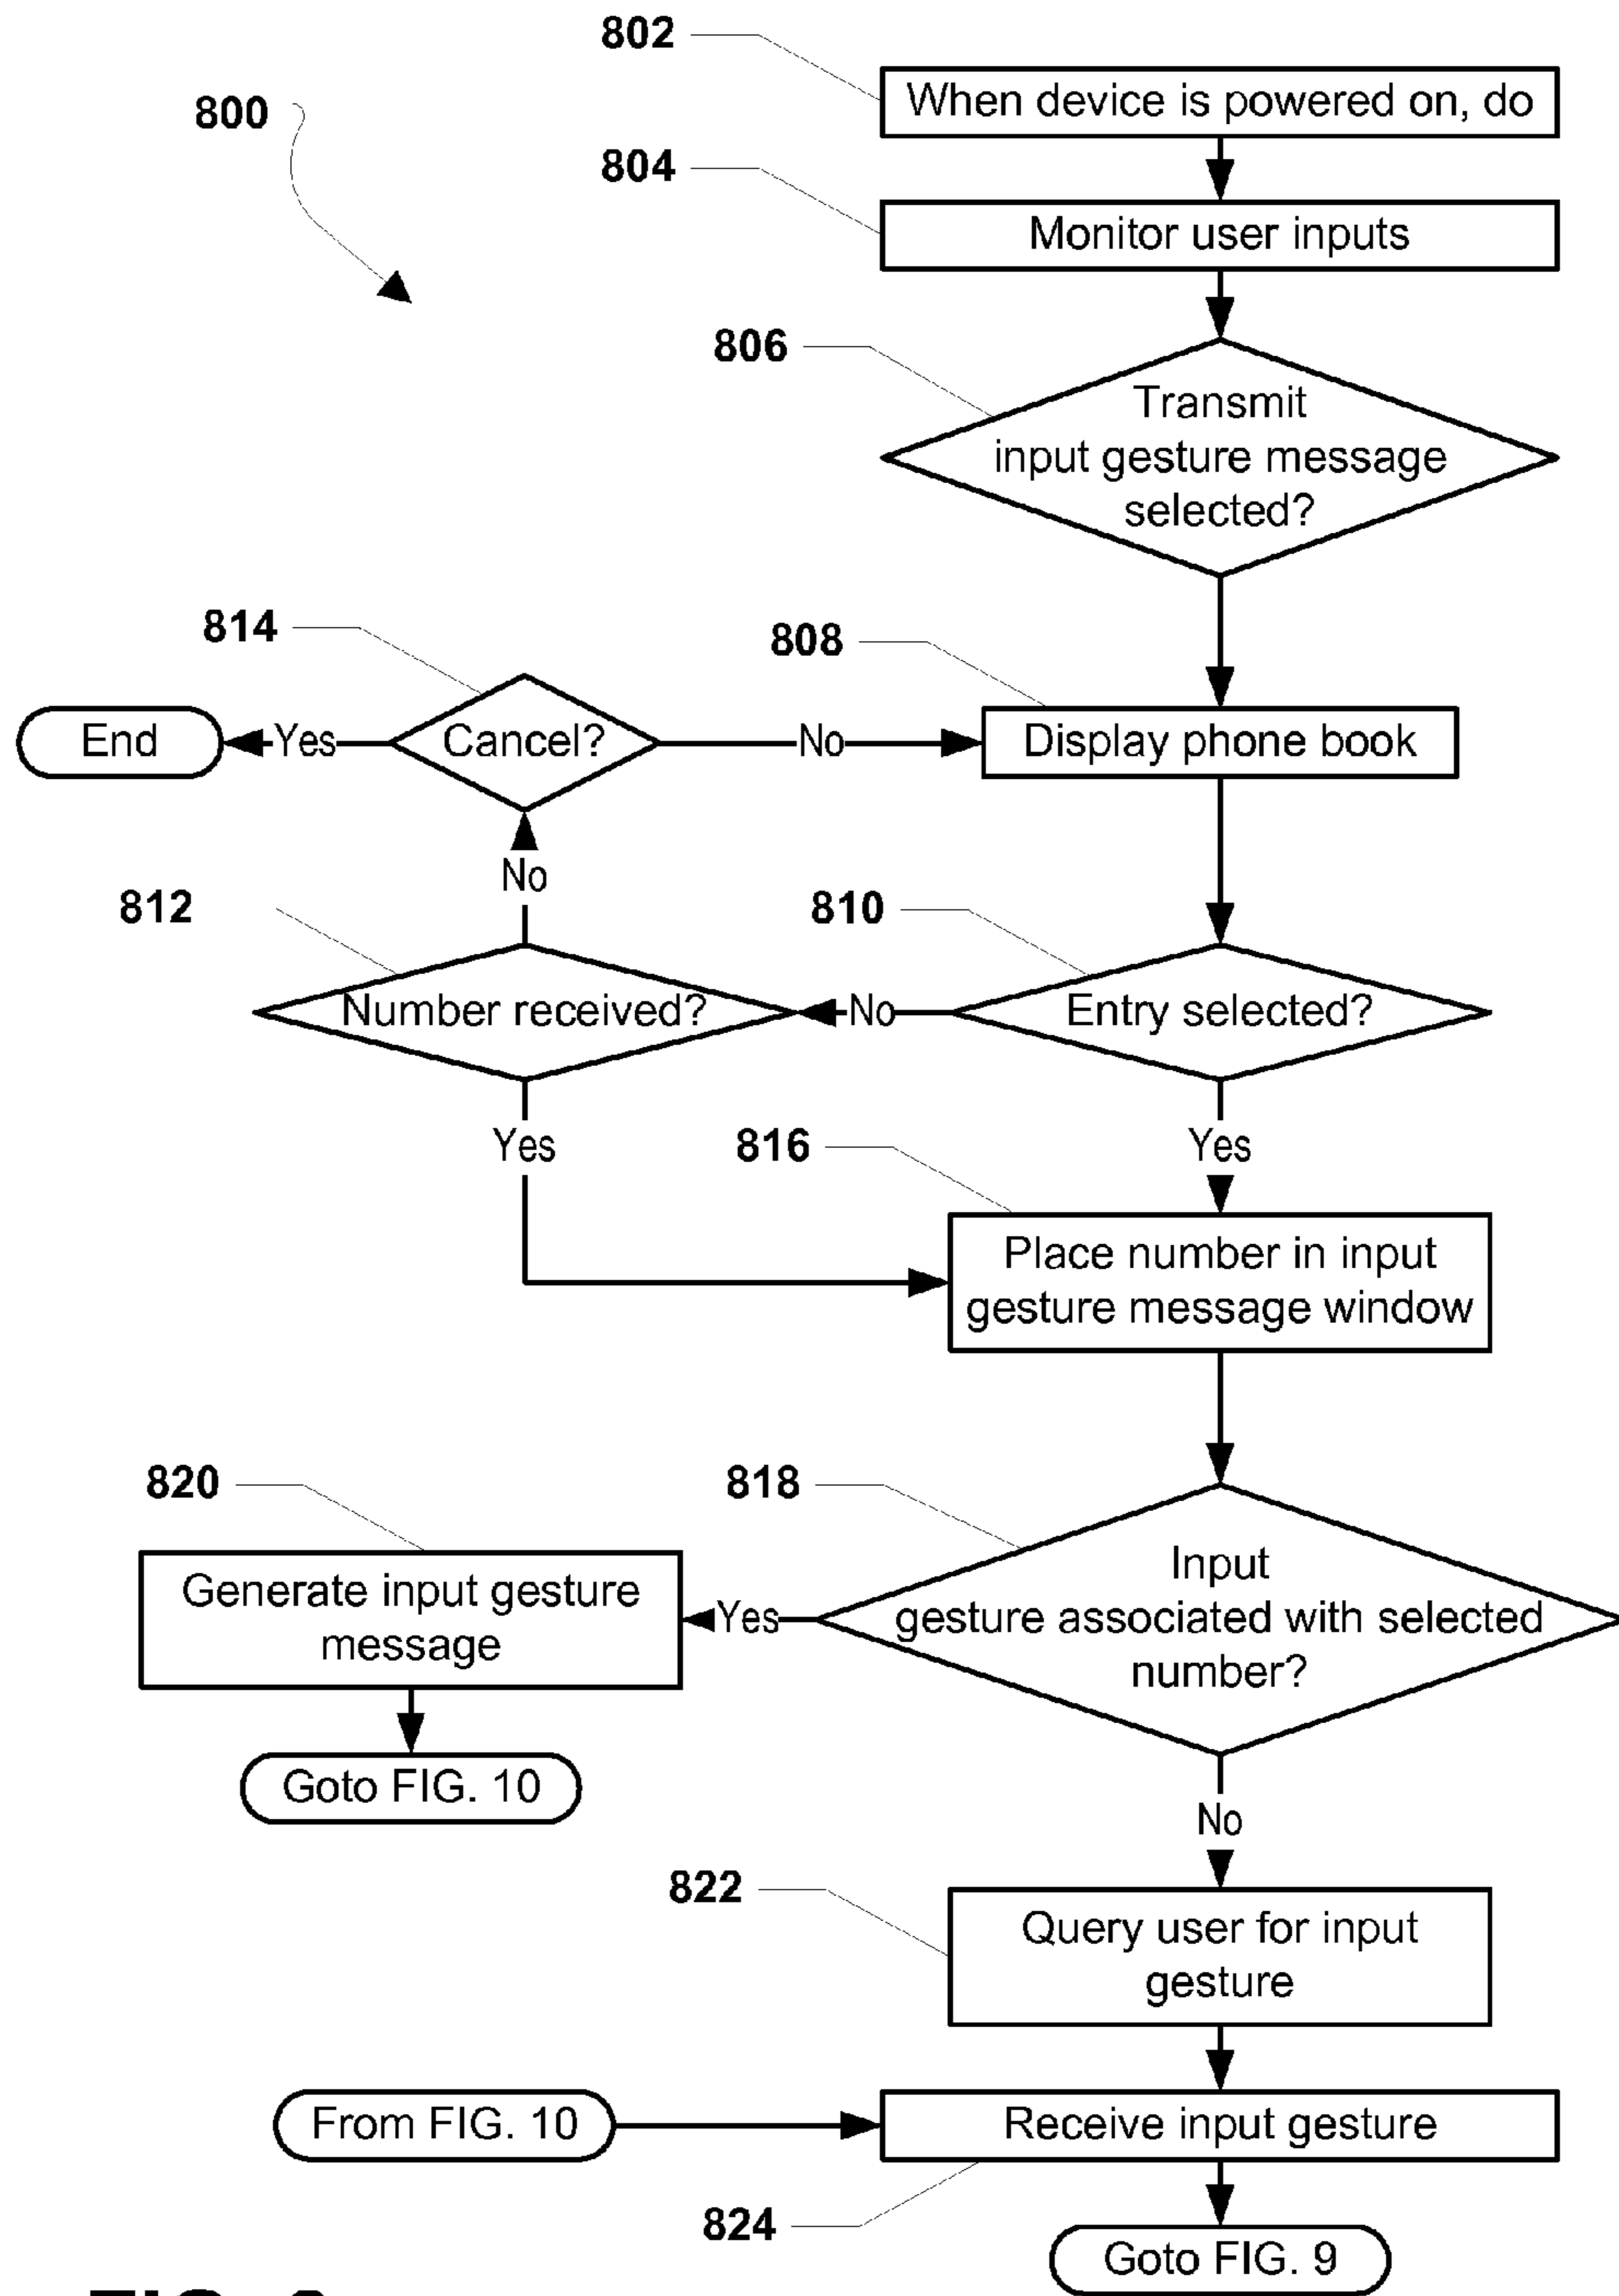 802
When device is powered on, do
800
804
Monitor user inputs
806
Transmit
input gesture message
selected?
814
808
End
Yes
Cancel?
No
Display phone book
No
812
810
Number received?
No
Entry selected?
Yes
816
Yes
Place number in input
gesture message window
820
818
Generate input gesture
message
Yes
Input
gesture associated with selected
number?
Goto FIG. 10
No
822
Query user for input
gesture
From FIG. 10
Receive input gesture
824
Goto FIG. 9